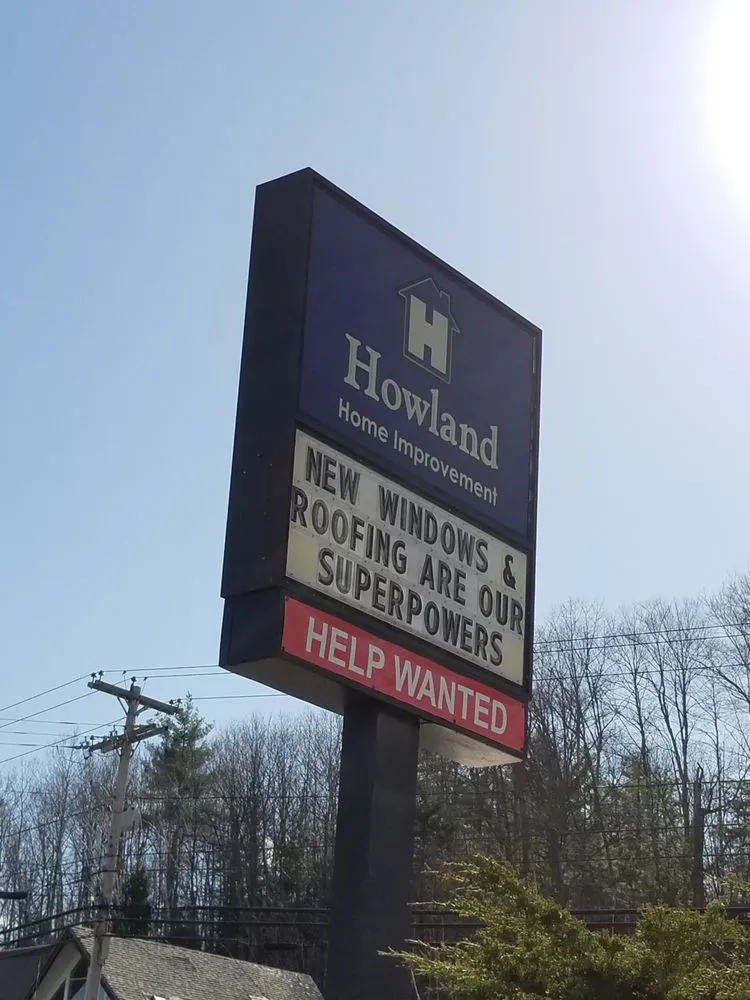 H
Howland
Home Improvement
NEW WINDOWS &
ROOFING ARE OUR
SUPERPOWERS
HELP WANTED